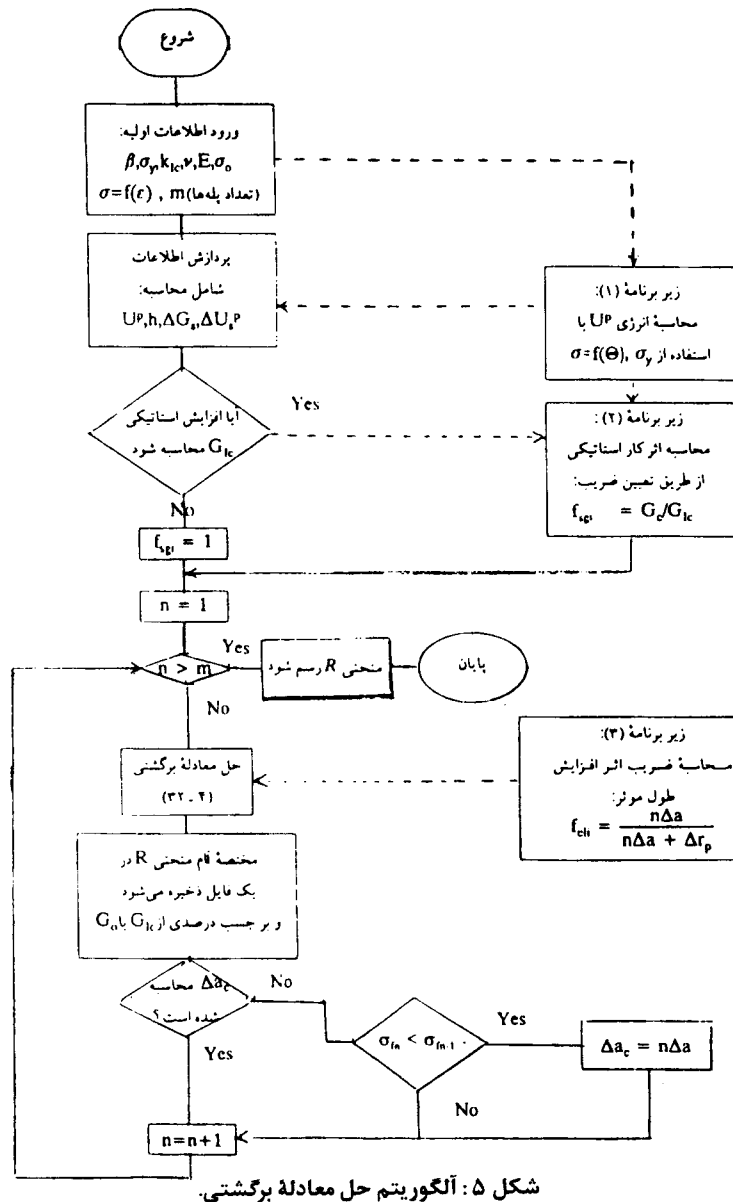 شروع
ورود اطلاعات اولیه:
β,σy,kIc,ν,E,σo
σ=f(ε) , m(تعداد پله‌ها)
پردازش اطلاعات
شامل محاسبه:
UP,h,ΔGs,ΔUsP
زیر برنامهٔ (۱):
محاسبهٔ انرژی UP با
استفاده از σ=f(Θ), σy
آیا افزایش استاتیکی
GIc محاسبه شود
Yes
No
زیر برنامهٔ (۲) :
محاسبه اثر کار استاتیکی
از طریق تعیین ضریب:
fsgi = Gc/GIc
fsgi = 1
n = 1
n > m
Yes
منحنی R رسم شود
پایان
No
حل معادلهٔ برگشتی
(۳۲ ـ ۴)
زیر برنامهٔ (۳):
محاسبهٔ ضریب اثر افزایش
طول موثر:
feli = nΔa / nΔa + Δrp
مختصهٔ قام منحنی R در
یک فایل ذخیره می‌شود
و بر حسب درصدی از GIc یا Go
Δac محاسبه
شده است؟
No
Yes
σfn < σfn-1 .
Yes
No
Δac = nΔa
n=n+1
شکل ۵ : آلگوریتم حل معادلهٔ برگشتی.